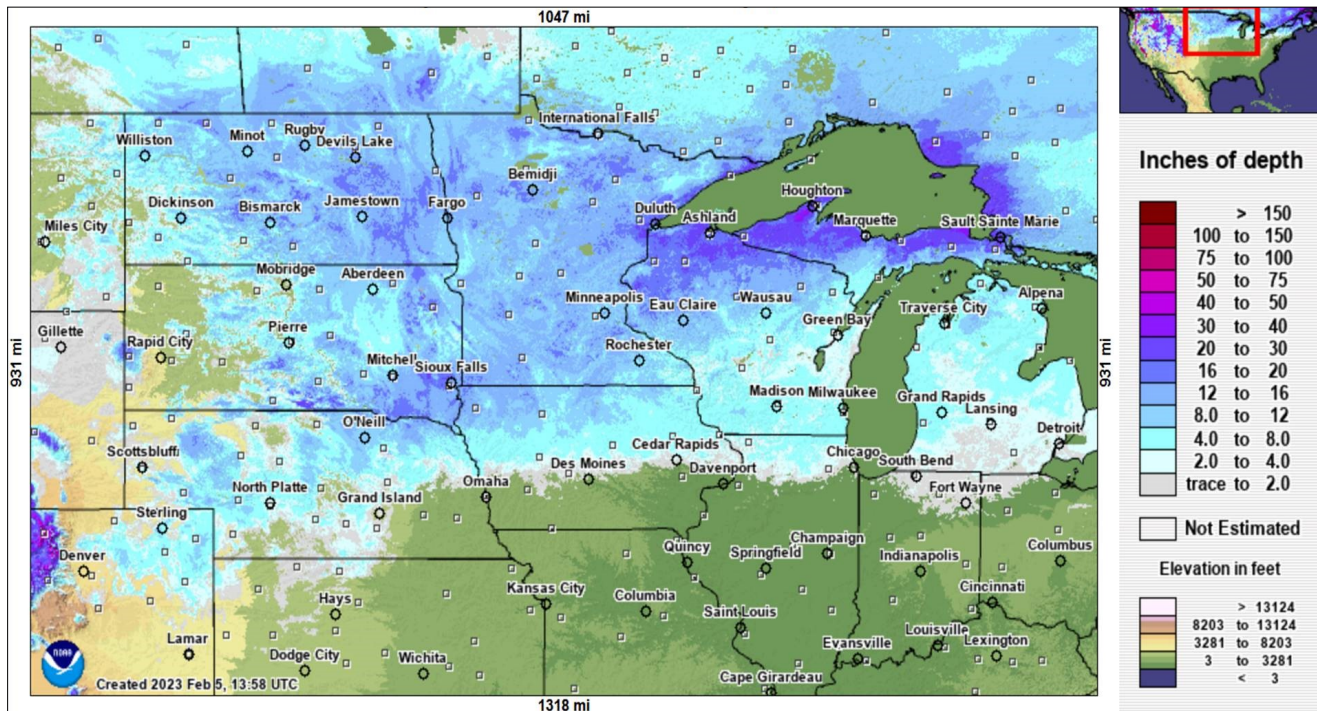 1047 mi
931 mi
International Falls
Williston
Minot
Rugby
Devils Lake
Bemidji
Houghton
Dickinson
Bismarck
Jamestown
Fargo
Duluth
Ashland
Marquette
Sault Sainte Marie
Miles City
Mobridge
Aberdeen
Minneapolis
Eau Claire
Wausau
Traverse City
Alpena
Gillette
Rapid City
Pierre
Green Bay
Rochester
Mitchell
Sioux Falls
Madison
Milwaukee
Grand Rapids
Lansing
O'Neill
Detroit
Scottsbluff
Cedar Rapids
Des Moines
Davenport
Chicago
South Bend
North Platte
Grand Island
Omaha
Fort Wayne
Sterling
Denver
Quincy
Springfield
Champaign
Indianapolis
Columbus
Kansas City
Columbia
Cincinnati
Hays
Saint Louis
Lamar
Evansville
Louisville
Lexington
Dodge City
Wichita
Cape Girardeau
NOAA
Created 2023 Feb 5, 13:58 UTC
1318 mi
931 mi
Inches of depth
> 150
100 to 150
75 to 100
50 to 75
40 to 50
30 to 40
20 to 30
16 to 20
12 to 16
8.0 to 12
4.0 to 8.0
2.0 to 4.0
trace to 2.0
Not Estimated
Elevation in feet
> 13124
8203 to 13124
3281 to 8203
3 to 3281
< 3